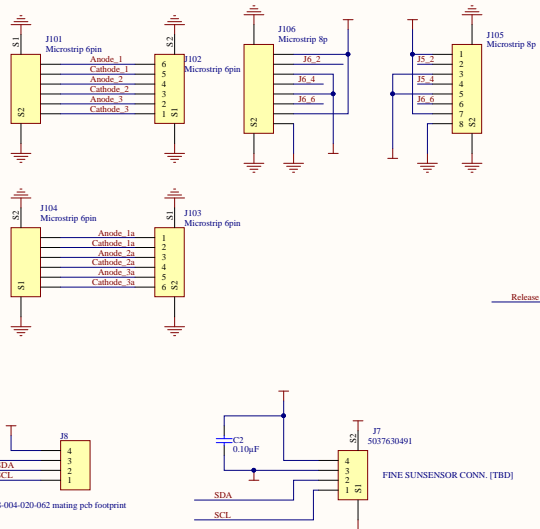 J101
Microstrip 6pin
S1
S2
Anode_1
Cathode_1
Anode_2
Cathode_2
Anode_3
Cathode_3
6
5
4
3
2
1
S2
S1
J102
Microstrip 6pin
J106
Microstrip 8p
J6_2
J6_4
J6_6
S2
J105
Microstrip 8p
J5_2
J5_4
J6_6
1
2
3
4
5
6
7
8
S2
J104
Microstrip 6pin
S2
S1
Anode_1a
Cathode_1a
Anode_2a
Cathode_2a
Anode_3a
Cathode_3a
1
2
3
4
5
6
S1
S2
J103
Microstrip 6pin
Release
J8
4
3
2
1
DA
CL
-004-020-062 mating pcb footprint
C2
0.10µF
SDA
SCL
J7
5037630491
S2
4
3
2
1
S1
FINE SUNSENSOR CONN. [TBD]